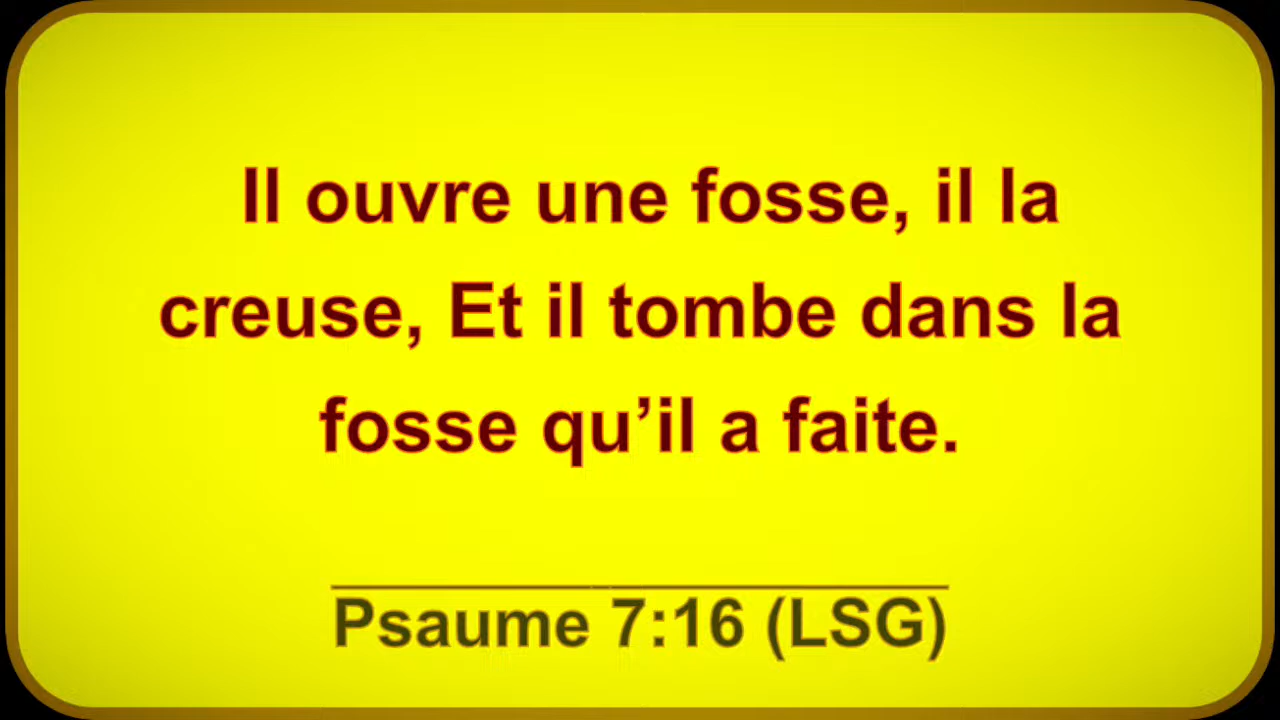 Il ouvre une fosse, il la
creuse, Et il tombe dans la
fosse qu’il a faite.
Psaume 7:16 (LSG)